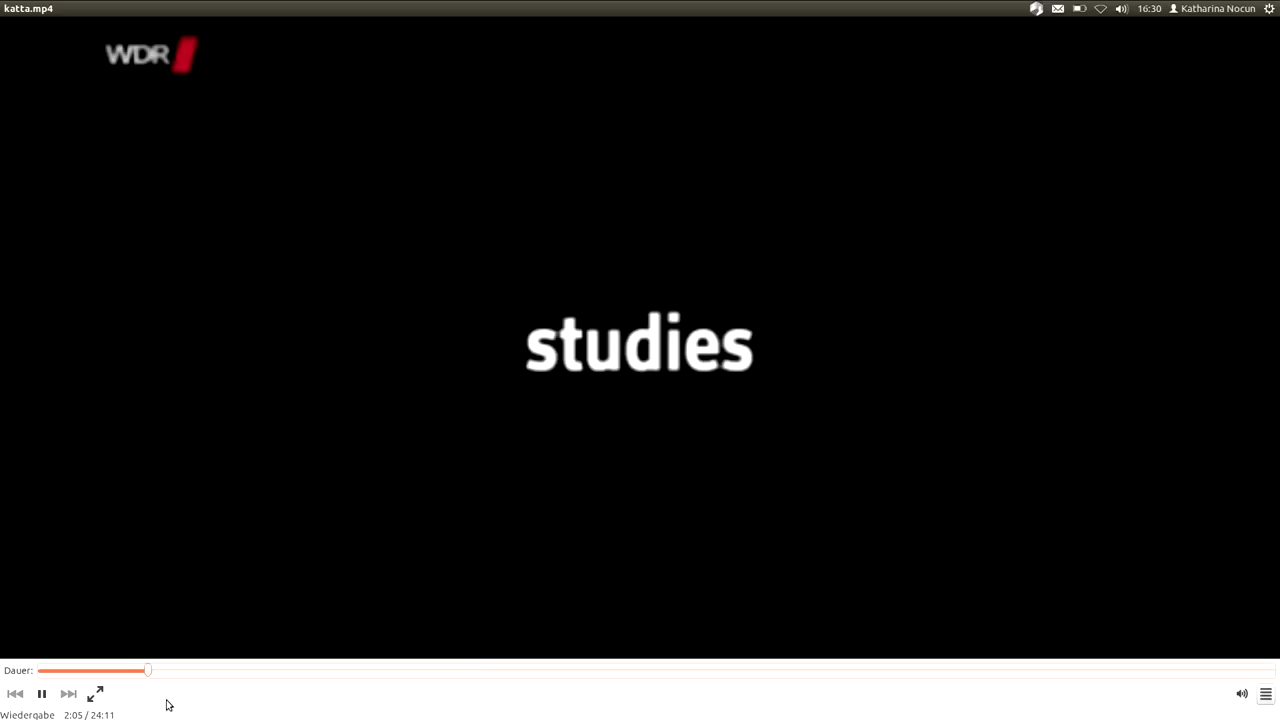 katta.mp4
16:30 Katharina Nocun
WDR
studies
Dauer:
Wiedergabe 2:05 / 24:11